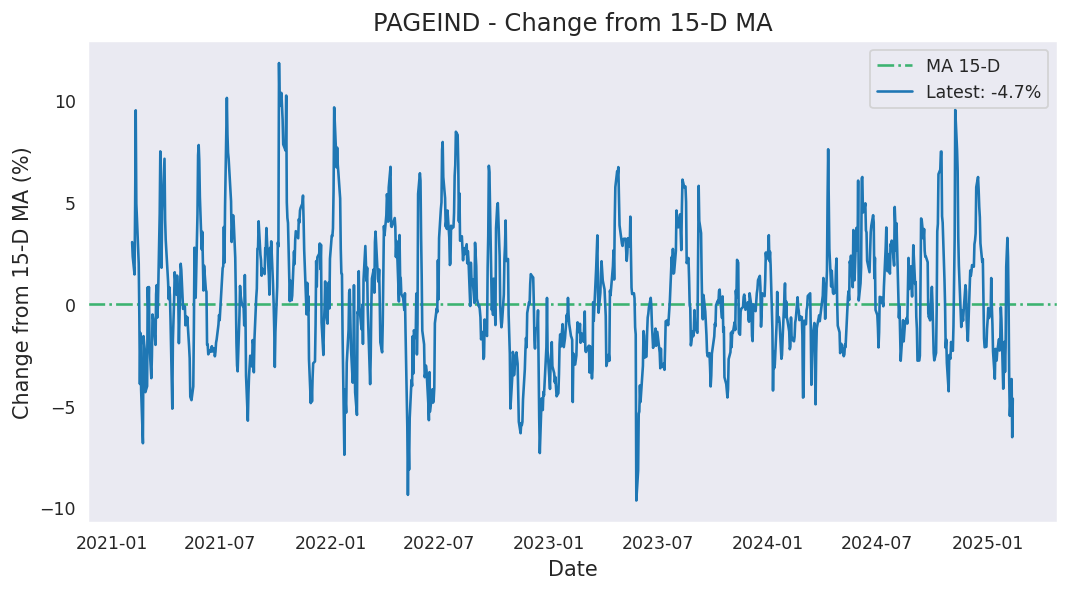 PAGEIND - Change from 15-D MA
MA 15-D
Latest: -4.7%
Change from 15-D MA (%)
10
5
0
−5
−10
2021-01 2021-07 2022-01 2022-07 2023-01 2023-07 2024-01 2024-07 2025-01
Date